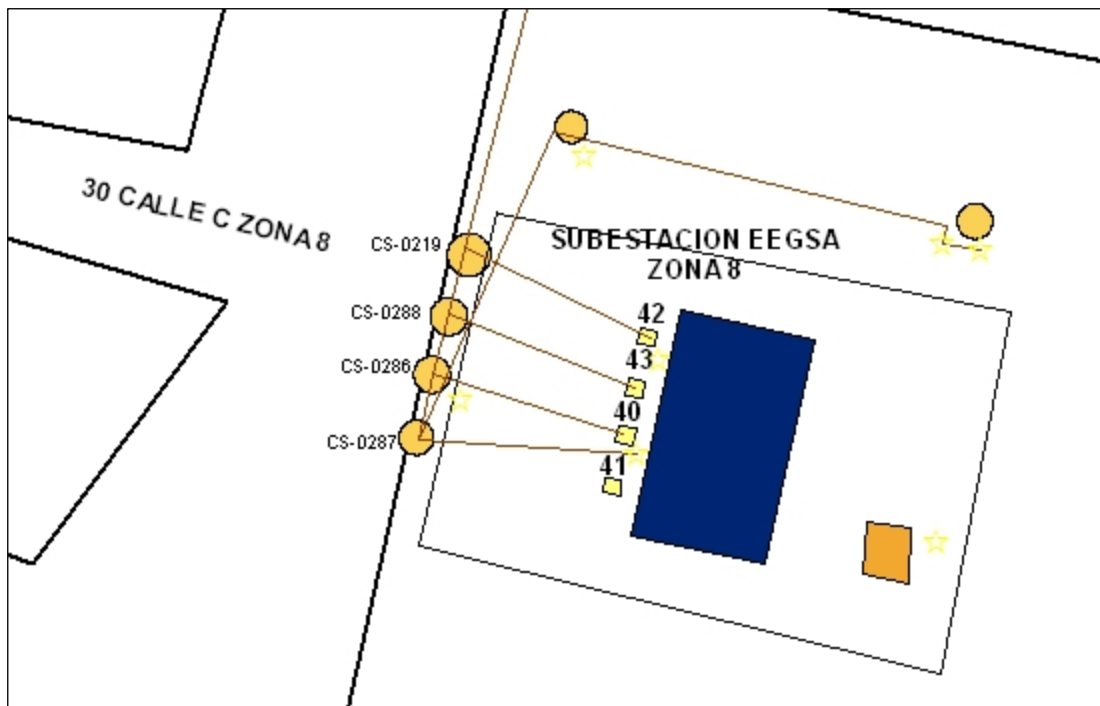 30 CALLE C ZONA 8
CS-0219
SUBESTACION EEGSA
ZONA 8
CS-0288
42
43
CS-0286
40
CS-0287
41